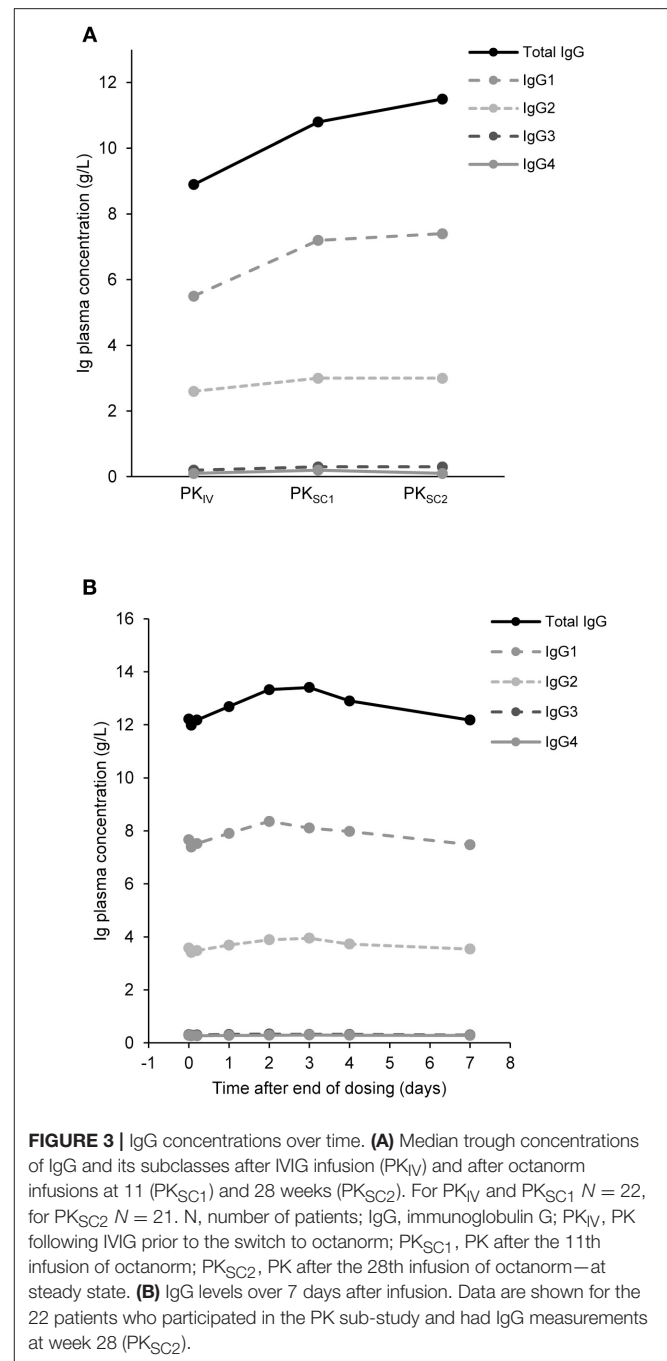 A
Total IgG
IgG1
IgG2
IgG3
IgG4
Ig plasma concentration (g/L)
12
10
8
6
4
2
0
PKIV PKSC1 PKSC2
B
Total IgG
IgG1
IgG2
IgG3
IgG4
Ig plasma concentration (g/L)
16
14
12
10
8
6
4
2
0
-1 0 1 2 3 4 5 6 7 8
Time after end of dosing (days)
FIGURE 3 | IgG concentrations over time. (A) Median trough concentrations
of IgG and its subclasses after IVIG infusion (PKIV) and after octanorm
infusions at 11 (PKSC1) and 28 weeks (PKSC2). For PKIV and PKSC1 N = 22,
for PKSC2 N = 21. N, number of patients; IgG, immunoglobulin G; PKIV, PK
following IVIG prior to the switch to octanorm; PKSC1, PK after the 11th
infusion of octanorm; PKSC2, PK after the 28th infusion of octanorm—at
steady state. (B) IgG levels over 7 days after infusion. Data are shown for the
22 patients who participated in the PK sub-study and had IgG measurements
at week 28 (PKSC2).